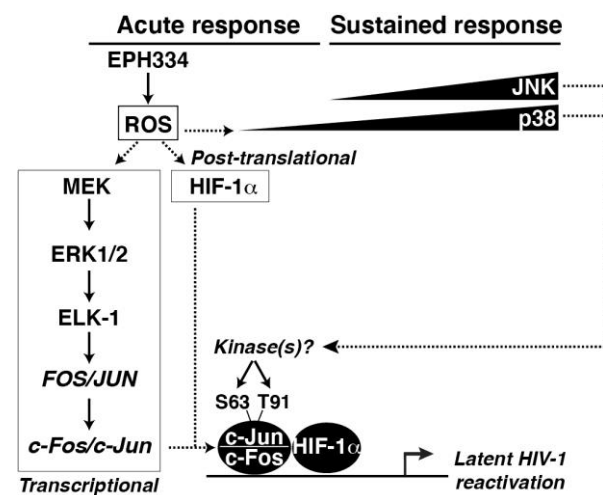 Acute response Sustained response
EPH334
JNK
ROS
p38
Post-translational
MEK HIF-1α
ERK1/2
ELK-1
Kinase(s)?
FOS/JUN
S63 T91
c-Fos/c-Jun
c-Jun
c-Fos
HIF-1α
Latent HIV-1
reactivation
Transcriptional